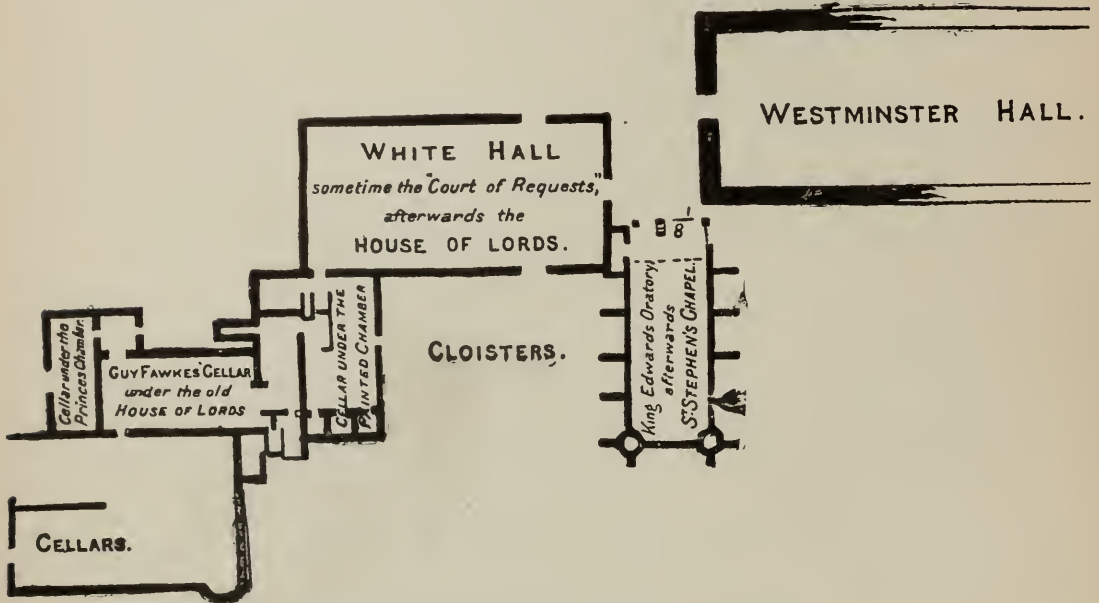 WESTMINSTER HALL.
WHITE HALL
sometime the "Court of Requests,"
afterwards the
HOUSE OF LORDS.
1/8
Cellar under the
Princes Chamber.
GUY FAWKES' CELLAR
under the old
HOUSE OF LORDS
CELLAR UNDER THE
PAINTED CHAMBER
CLOISTERS.
King Edwards Oratory
afterwards
ST STEPHEN'S CHAPEL.
CELLARS.